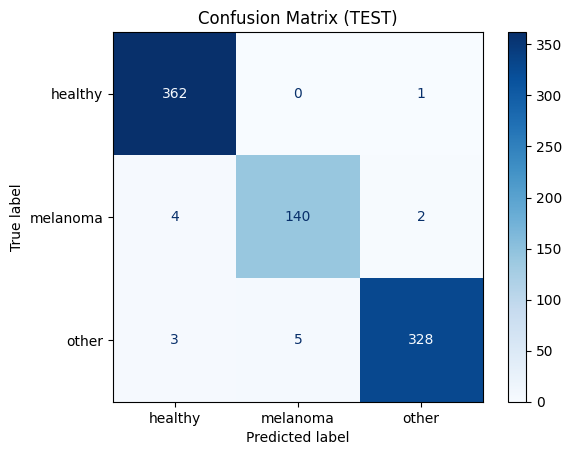 Confusion Matrix (TEST)
True label
healthy 362 0 1
melanoma 4 140 2
other 3 5 328
healthy melanoma other
Predicted label
350
300
250
200
150
100
50
0